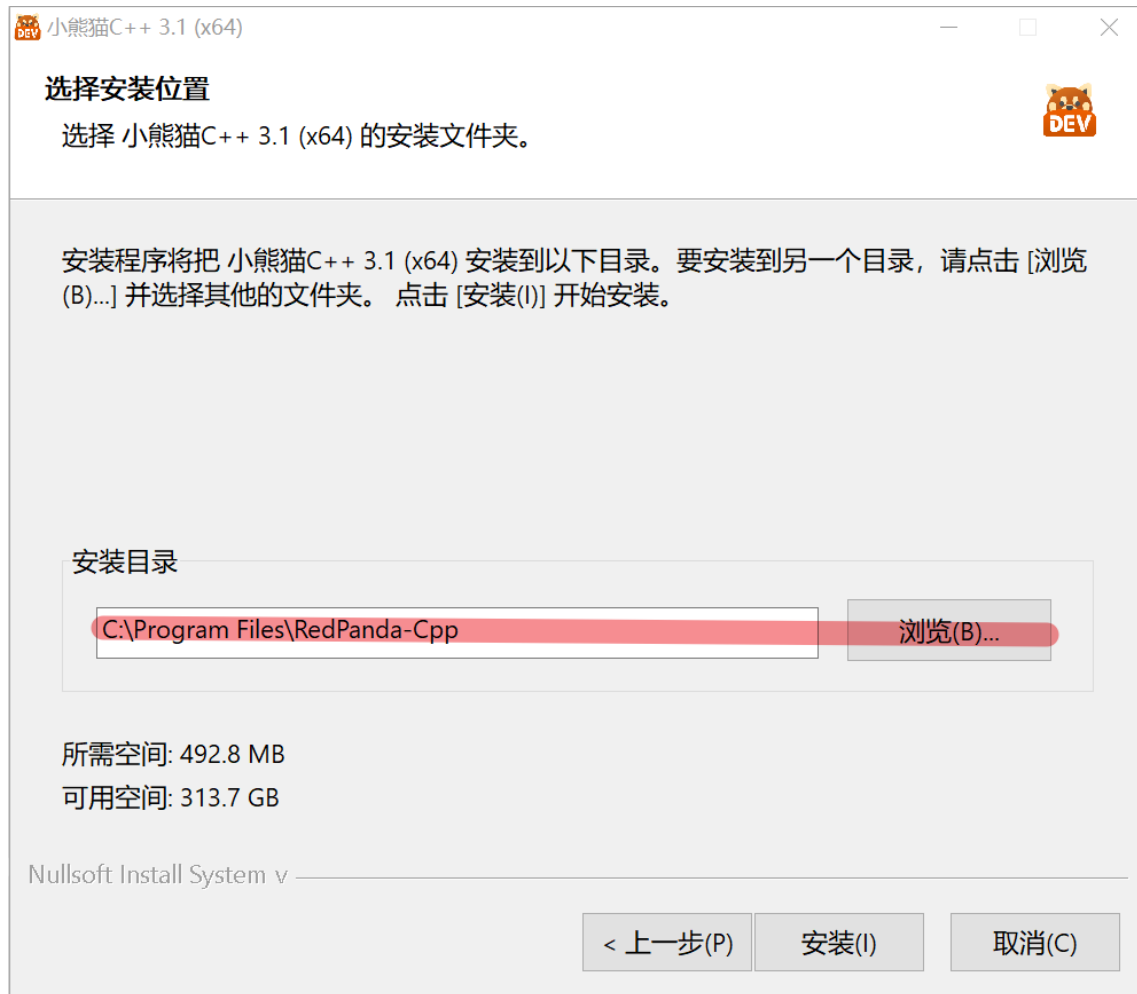 小熊猫C++ 3.1 (x64)
选择安装位置
选择 小熊猫C++ 3.1 (x64) 的安装文件夹。
DEV
安装程序将把 小熊猫C++ 3.1 (x64) 安装到以下目录。要安装到另一个目录，请点击 [浏览
(B)...] 并选择其他的文件夹。 点击 [安装(I)] 开始安装。
安装目录
C:\Program Files\RedPanda-Cpp
浏览(B)...
所需空间: 492.8 MB
可用空间: 313.7 GB
Nullsoft Install System v
< 上一步(P)
安装(I)
取消(C)